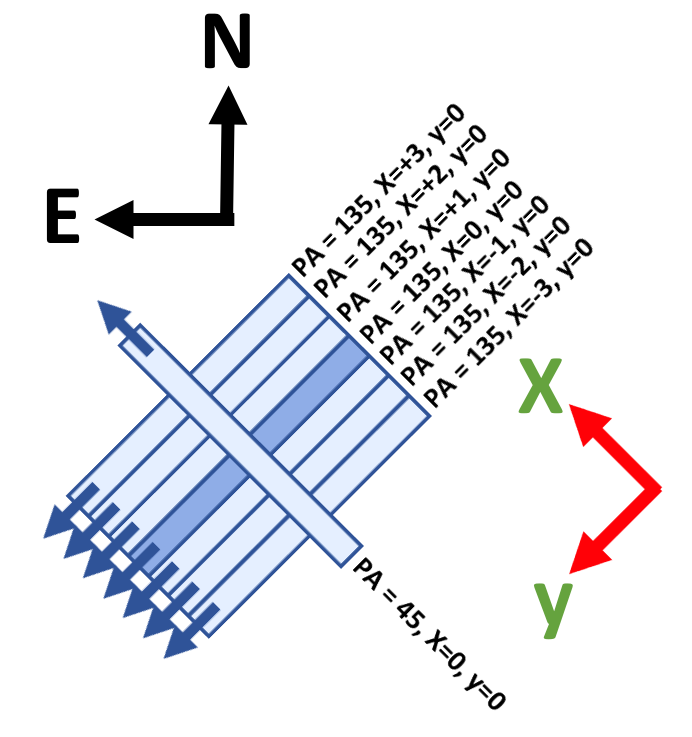 N
E
PA = 135, X=+3, y=0
PA = 135, X=+2, y=0
PA = 135, X=+1, y=0
PA = 135, X=0, y=0
PA = 135, X=-1, y=0
PA = 135, X=-2, y=0
PA = 135, X=-3, y=0
X
y
PA = 45, X=0, y=0